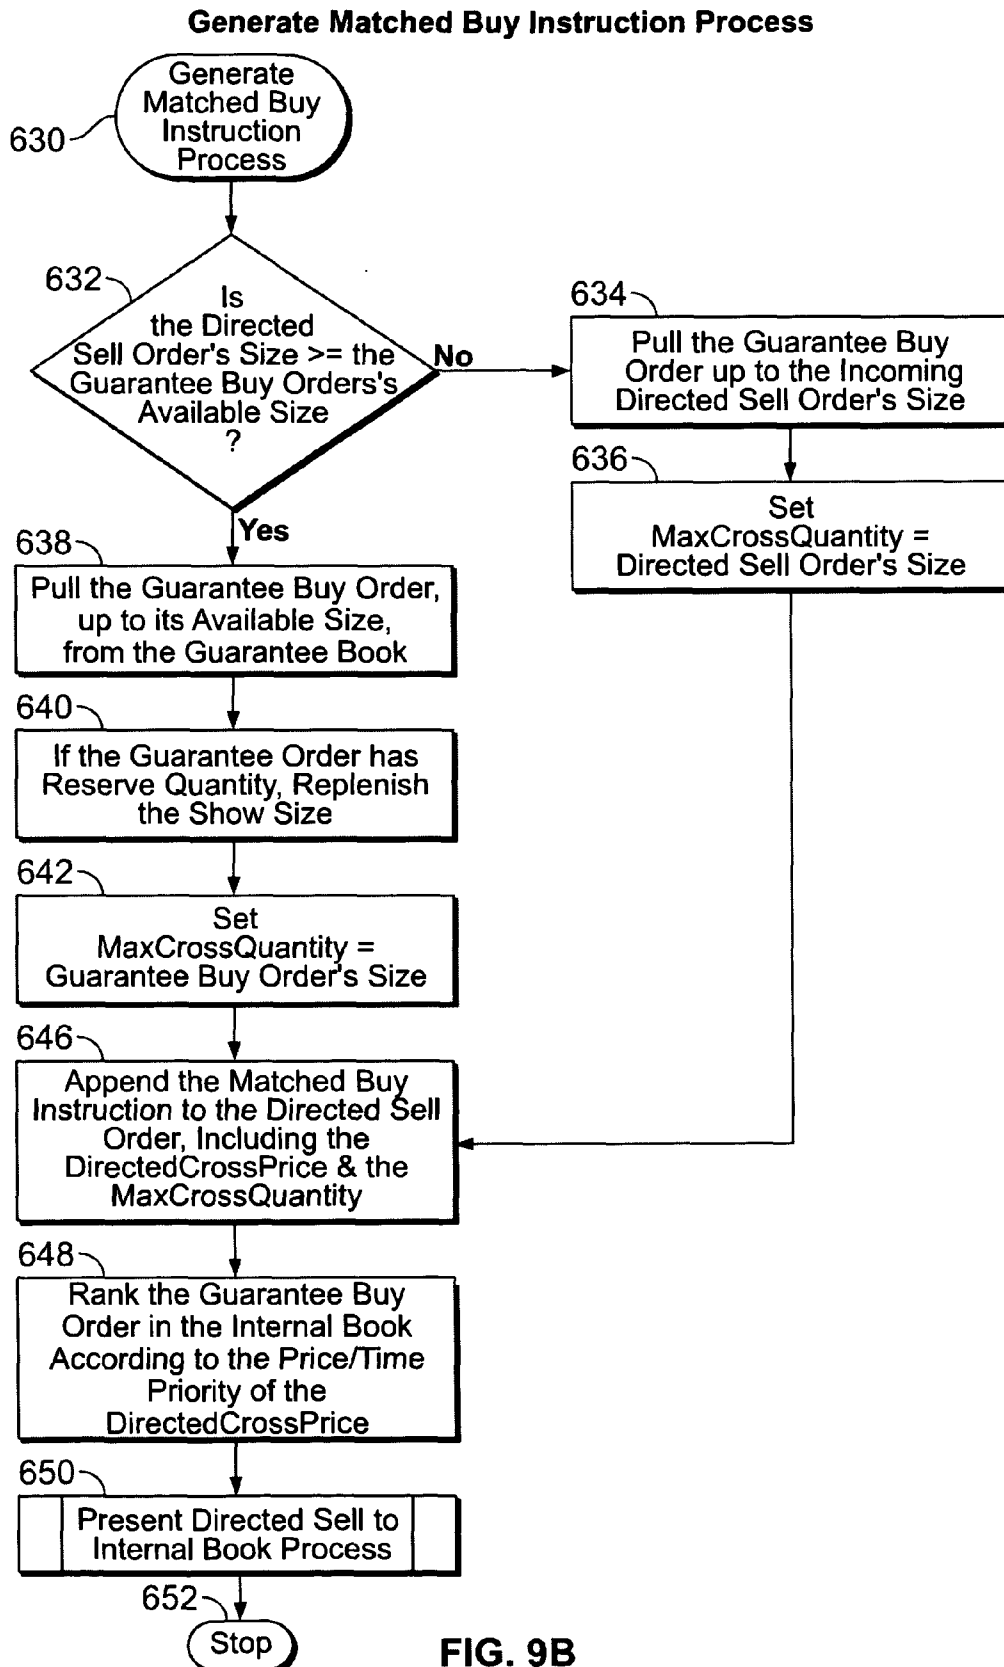 Generate Matched Buy Instruction Process
630
Generate
Matched Buy
Instruction
Process
632
Is
the Directed
Sell Order's Size >= the
Guarantee Buy Orders's
Available Size
?
No
634
Pull the Guarantee Buy
Order up to the Incoming
Directed Sell Order's Size
636
Set
MaxCrossQuantity =
Directed Sell Order's Size
Yes
638
Pull the Guarantee Buy Order,
up to its Available Size,
from the Guarantee Book
640
If the Guarantee Order has
Reserve Quantity, Replenish
the Show Size
642
Set
MaxCrossQuantity =
Guarantee Buy Order's Size
646
Append the Matched Buy
Instruction to the Directed Sell
Order, Including the
DirectedCrossPrice & the
MaxCrossQuantity
648
Rank the Guarantee Buy
Order in the Internal Book
According to the Price/Time
Priority of the
DirectedCrossPrice
650
Present Directed Sell to
Internal Book Process
652
Stop
FIG. 9B